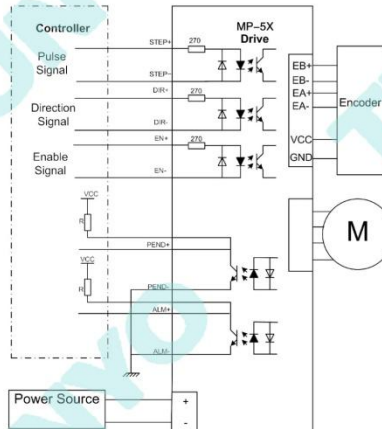 Controller
Pulse
Signal
Direction
Signal
Enable
Signal
STEP+
270
STEP-
DIR+
270
DIR-
EN+
270
EN-
MP-5X
Drive
EB+
EB-
EA+
EA-
VCC
GND
Encoder
M
VCC
R
PEND+
VCC
R
PEND-
ALM+
ALM-
Power Source
+
-